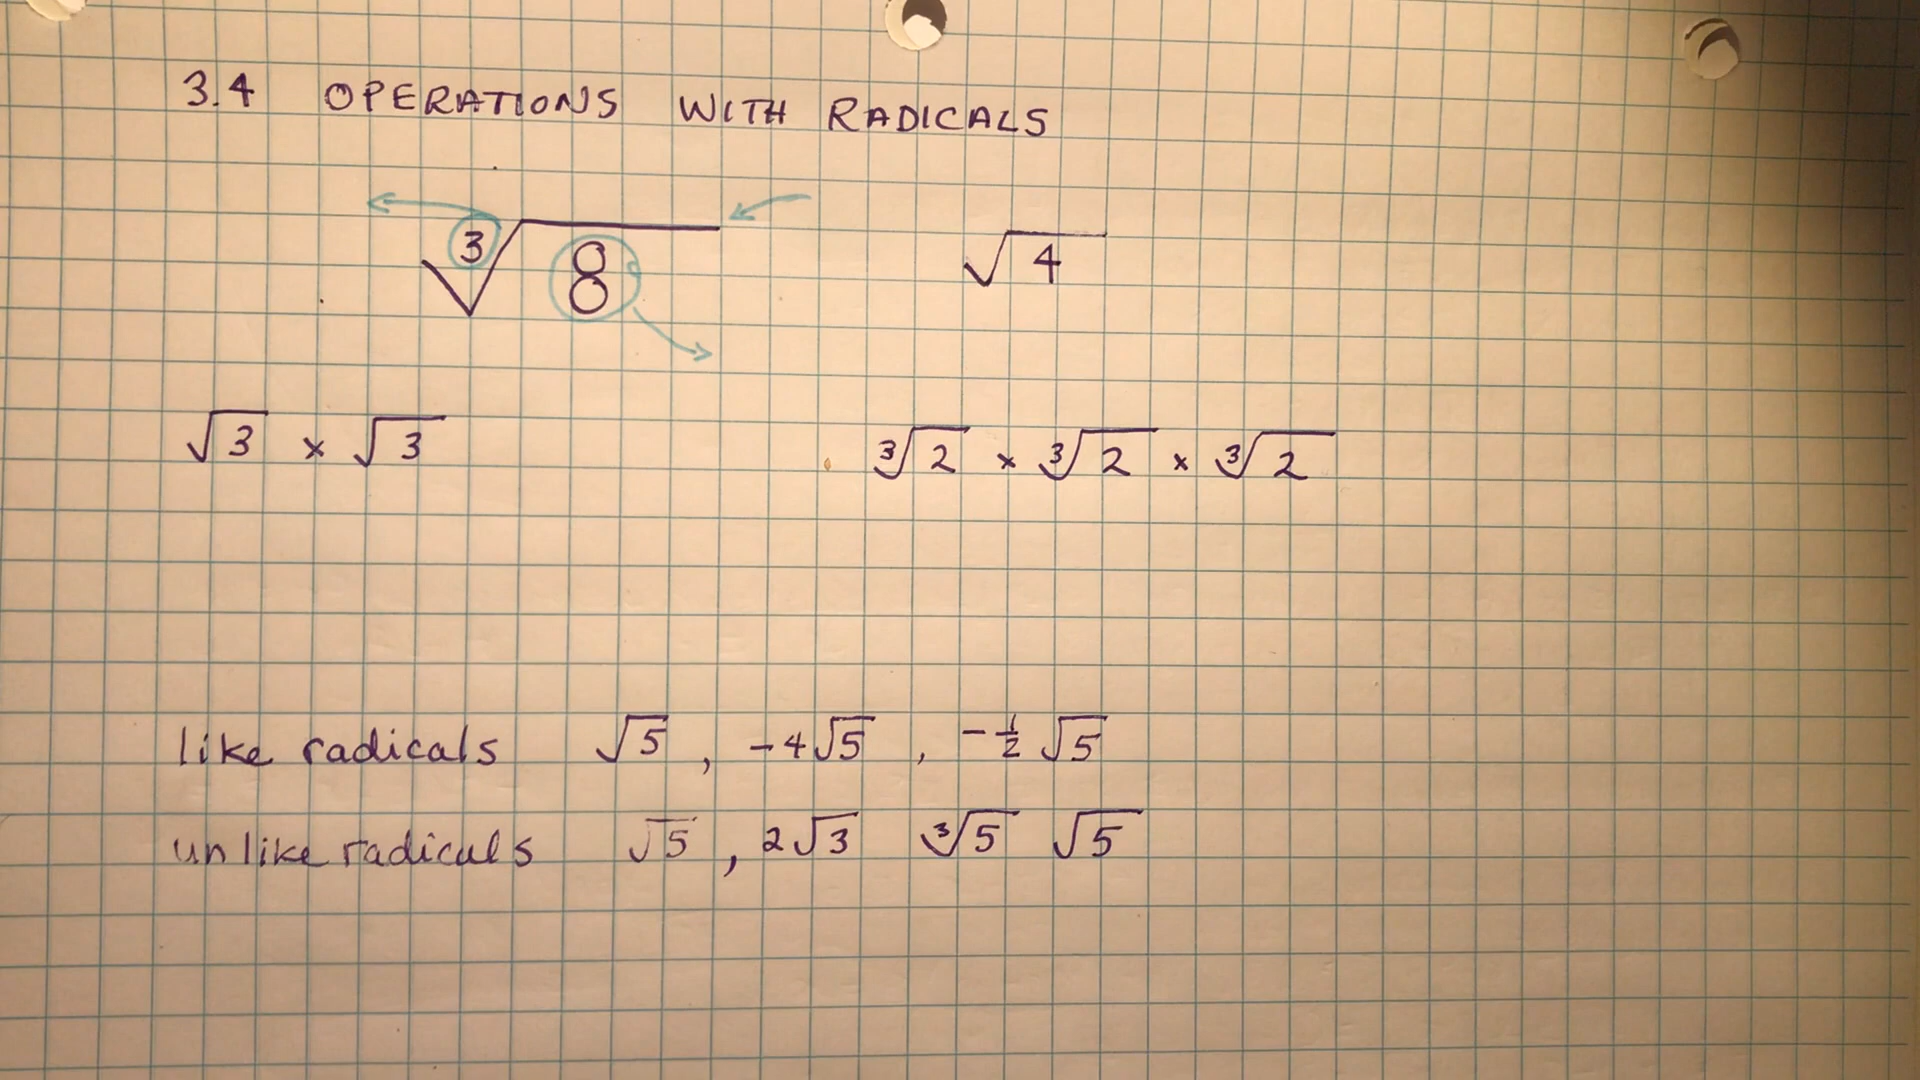 3.4 OPERATIONS WITH RADICALS
∛8 √4
√3 × √3 ∛2 × ∛2 × ∛2
like radicals √5 , -4√5 , -½ √5
unlike radicals √5 , 2√3 ∛5 √5